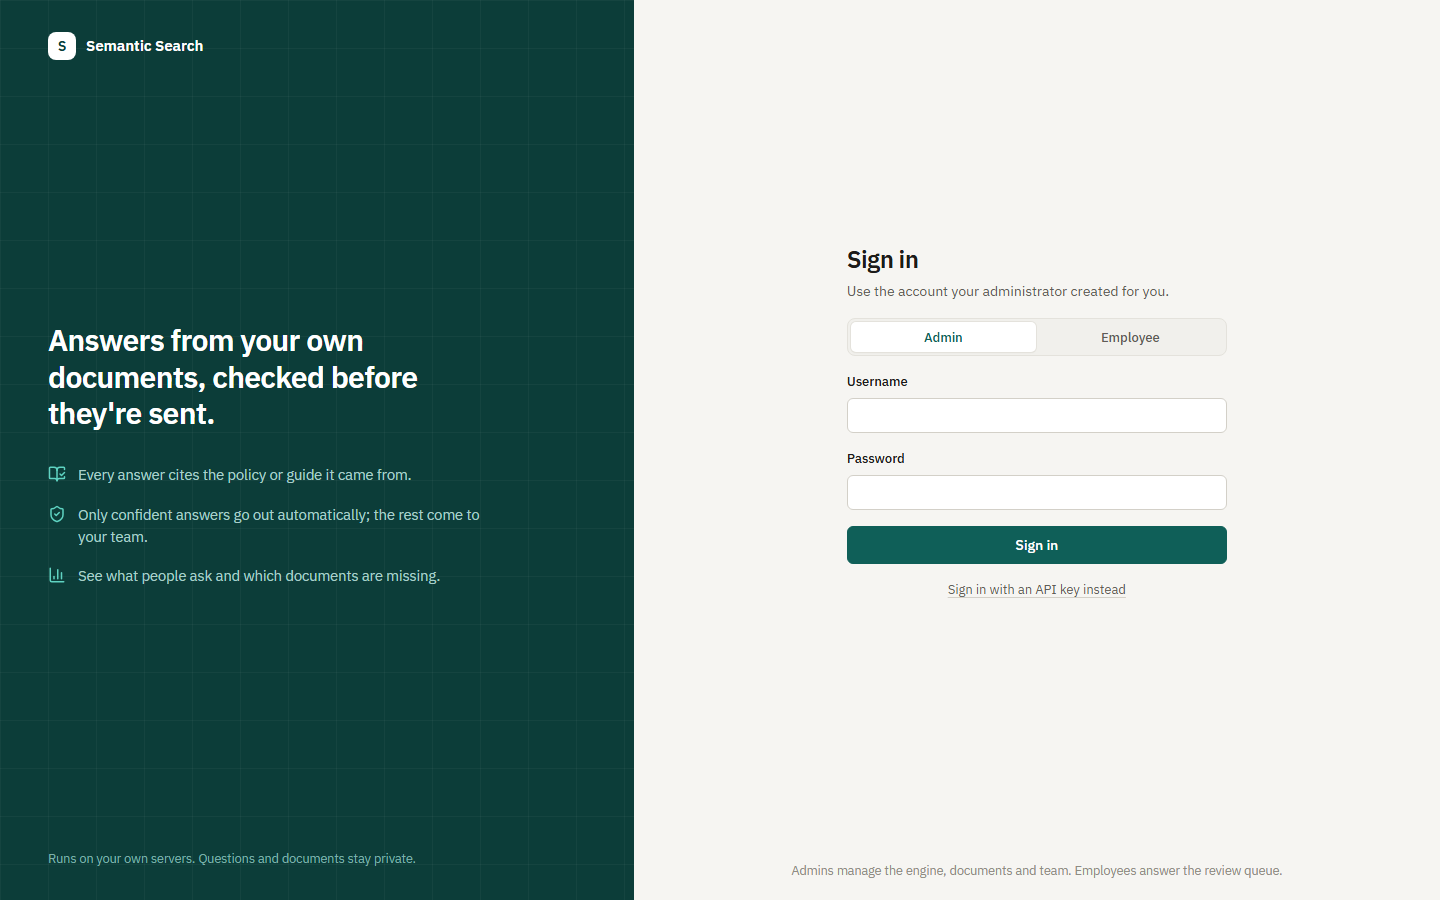 S Semantic Search
Answers from your own
documents, checked before
they're sent.
Every answer cites the policy or guide it came from.
Only confident answers go out automatically; the rest come to
your team.
See what people ask and which documents are missing.
Runs on your own servers. Questions and documents stay private.
Sign in
Use the account your administrator created for you.
Admin Employee
Username
Password
Sign in
Sign in with an API key instead
Admins manage the engine, documents and team. Employees answer the review queue.